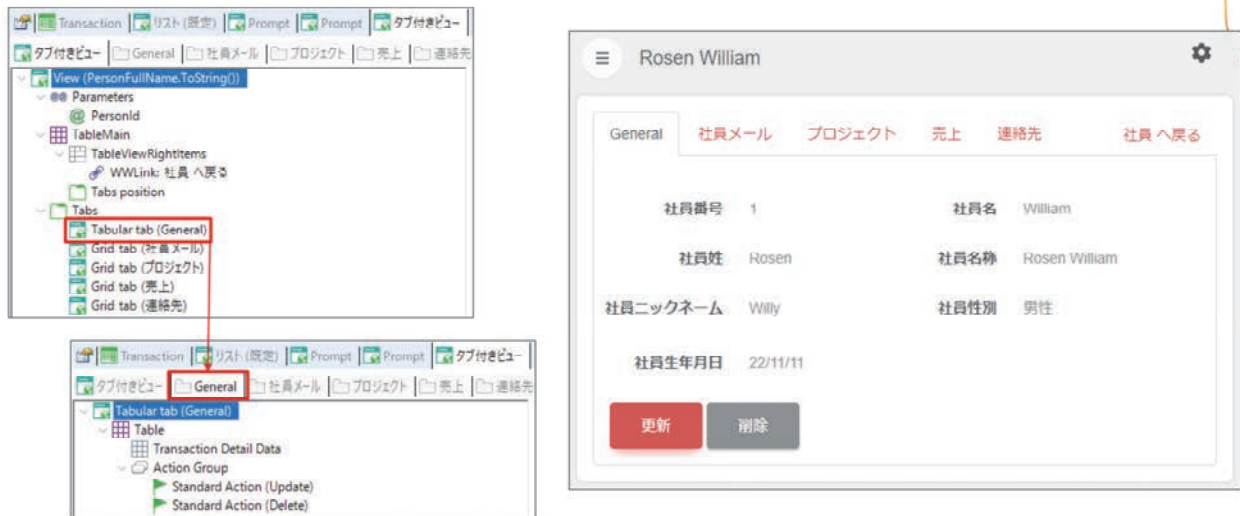 Transaction リスト (既定) Prompt Prompt タブ付きビュー
タブ付きビュー General 社員メール プロジェクト 売上 連絡先
View (PersonFullName.ToString())
Parameters
PersonId
TableMain
TableViewRightItems
WWLink: 社員 へ戻る
Tabs position
Tabs
Tabular tab (General)
Grid tab (社員メール)
Grid tab (プロジェクト)
Grid tab (売上)
Grid tab (連絡先)
Transaction リスト (既定) Prompt Prompt タブ付きビュー
タブ付きビュー General 社員メール プロジェクト 売上 連絡先
Tabular tab (General)
Table
Transaction Detail Data
Action Group
Standard Action (Update)
Standard Action (Delete)
Rosen William
General 社員メール プロジェクト 売上 連絡先 社員 へ戻る
社員番号 1 社員名 William
社員姓 Rosen 社員名称 Rosen William
社員ニックネーム Willy 社員性別 男性
社員生年月日 22/11/11
更新 削除